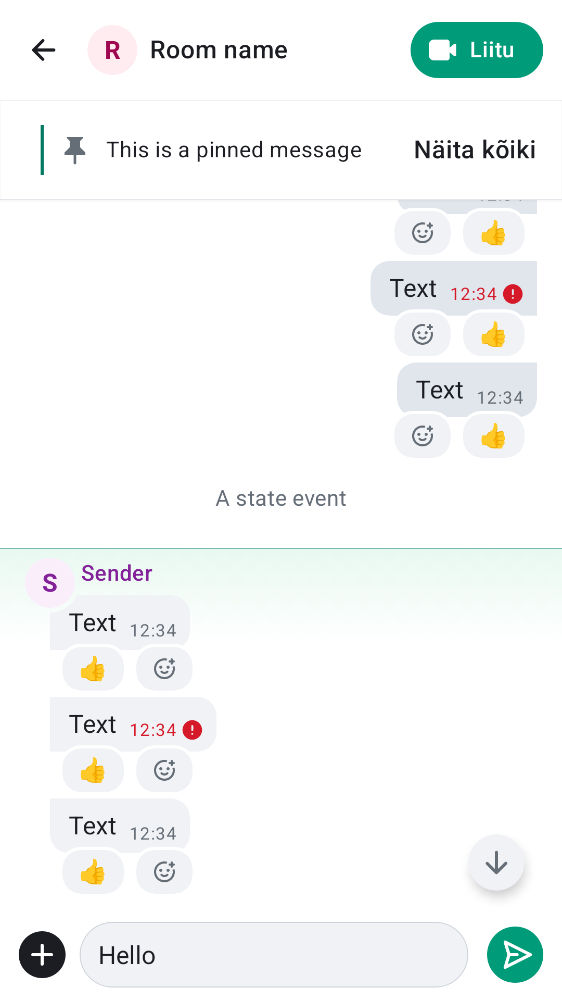 R Room name Liitu
This is a pinned message Näita kõiki
Text 12:34
Text 12:34
A state event
S Sender
Text 12:34
Text 12:34
Text 12:34
Hello